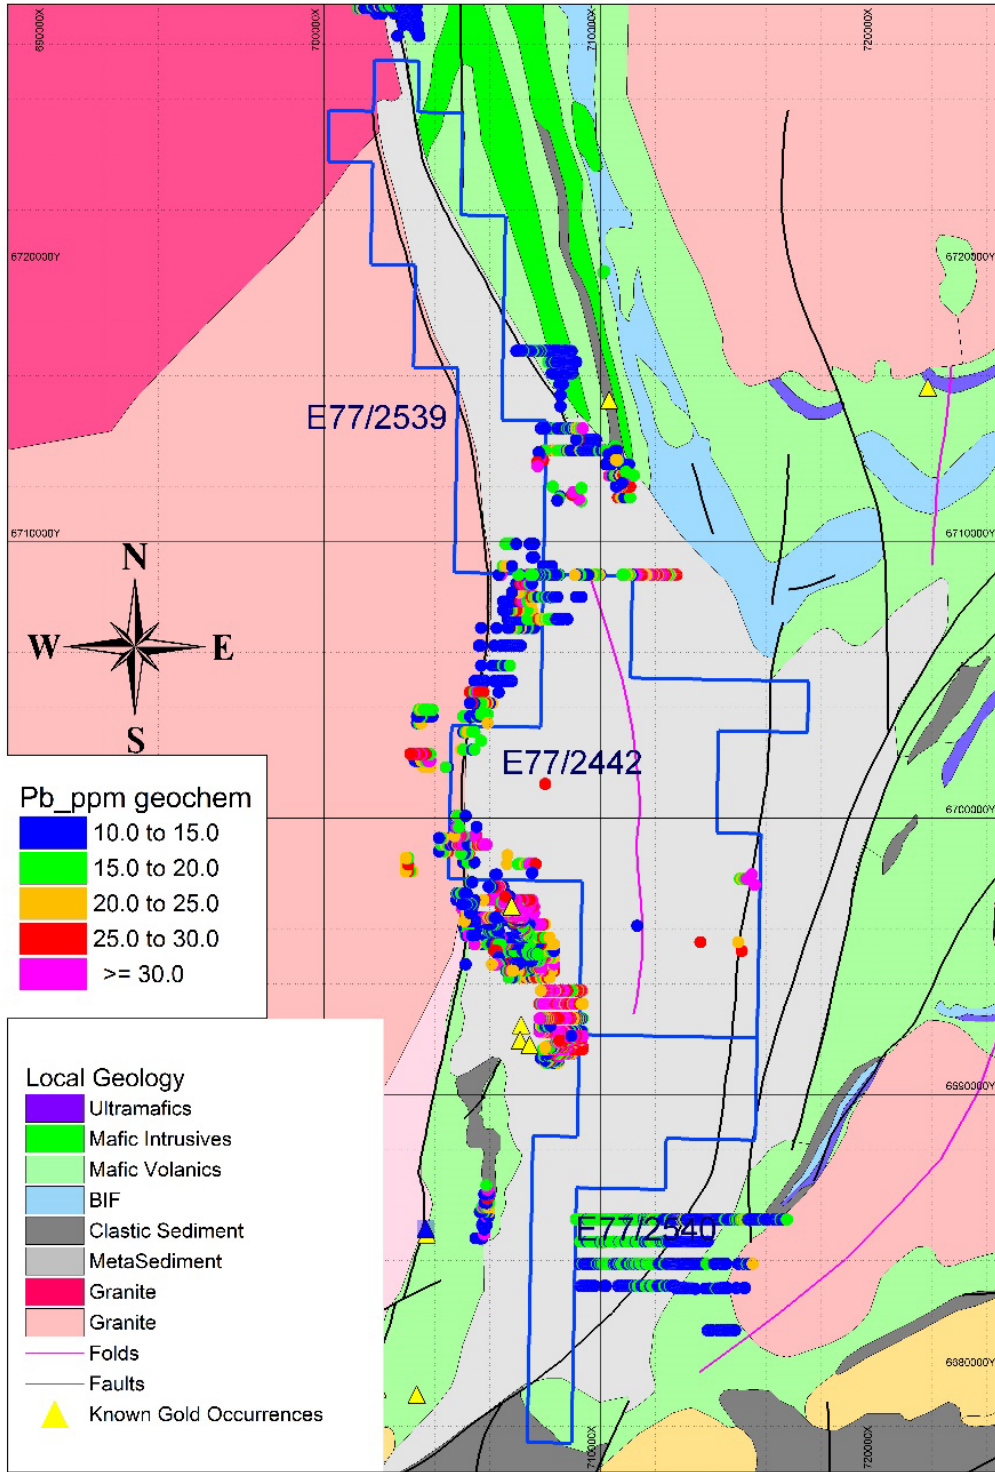 690000X
700000X
710000X
720000X
6720000Y
6720000Y
E77/2539
6710000Y
6710000Y
N
W
E
S
E77/2442
Pb_ppm geochem
10.0 to 15.0
15.0 to 20.0
20.0 to 25.0
25.0 to 30.0
>= 30.0
6700000Y
Local Geology
Ultramafics
Mafic Intrusives
Mafic Volanics
BIF
Clastic Sediment
MetaSediment
Granite
Granite
Folds
Faults
Known Gold Occurrences
6690000Y
E77/2540
6680000Y
710000X
720000X